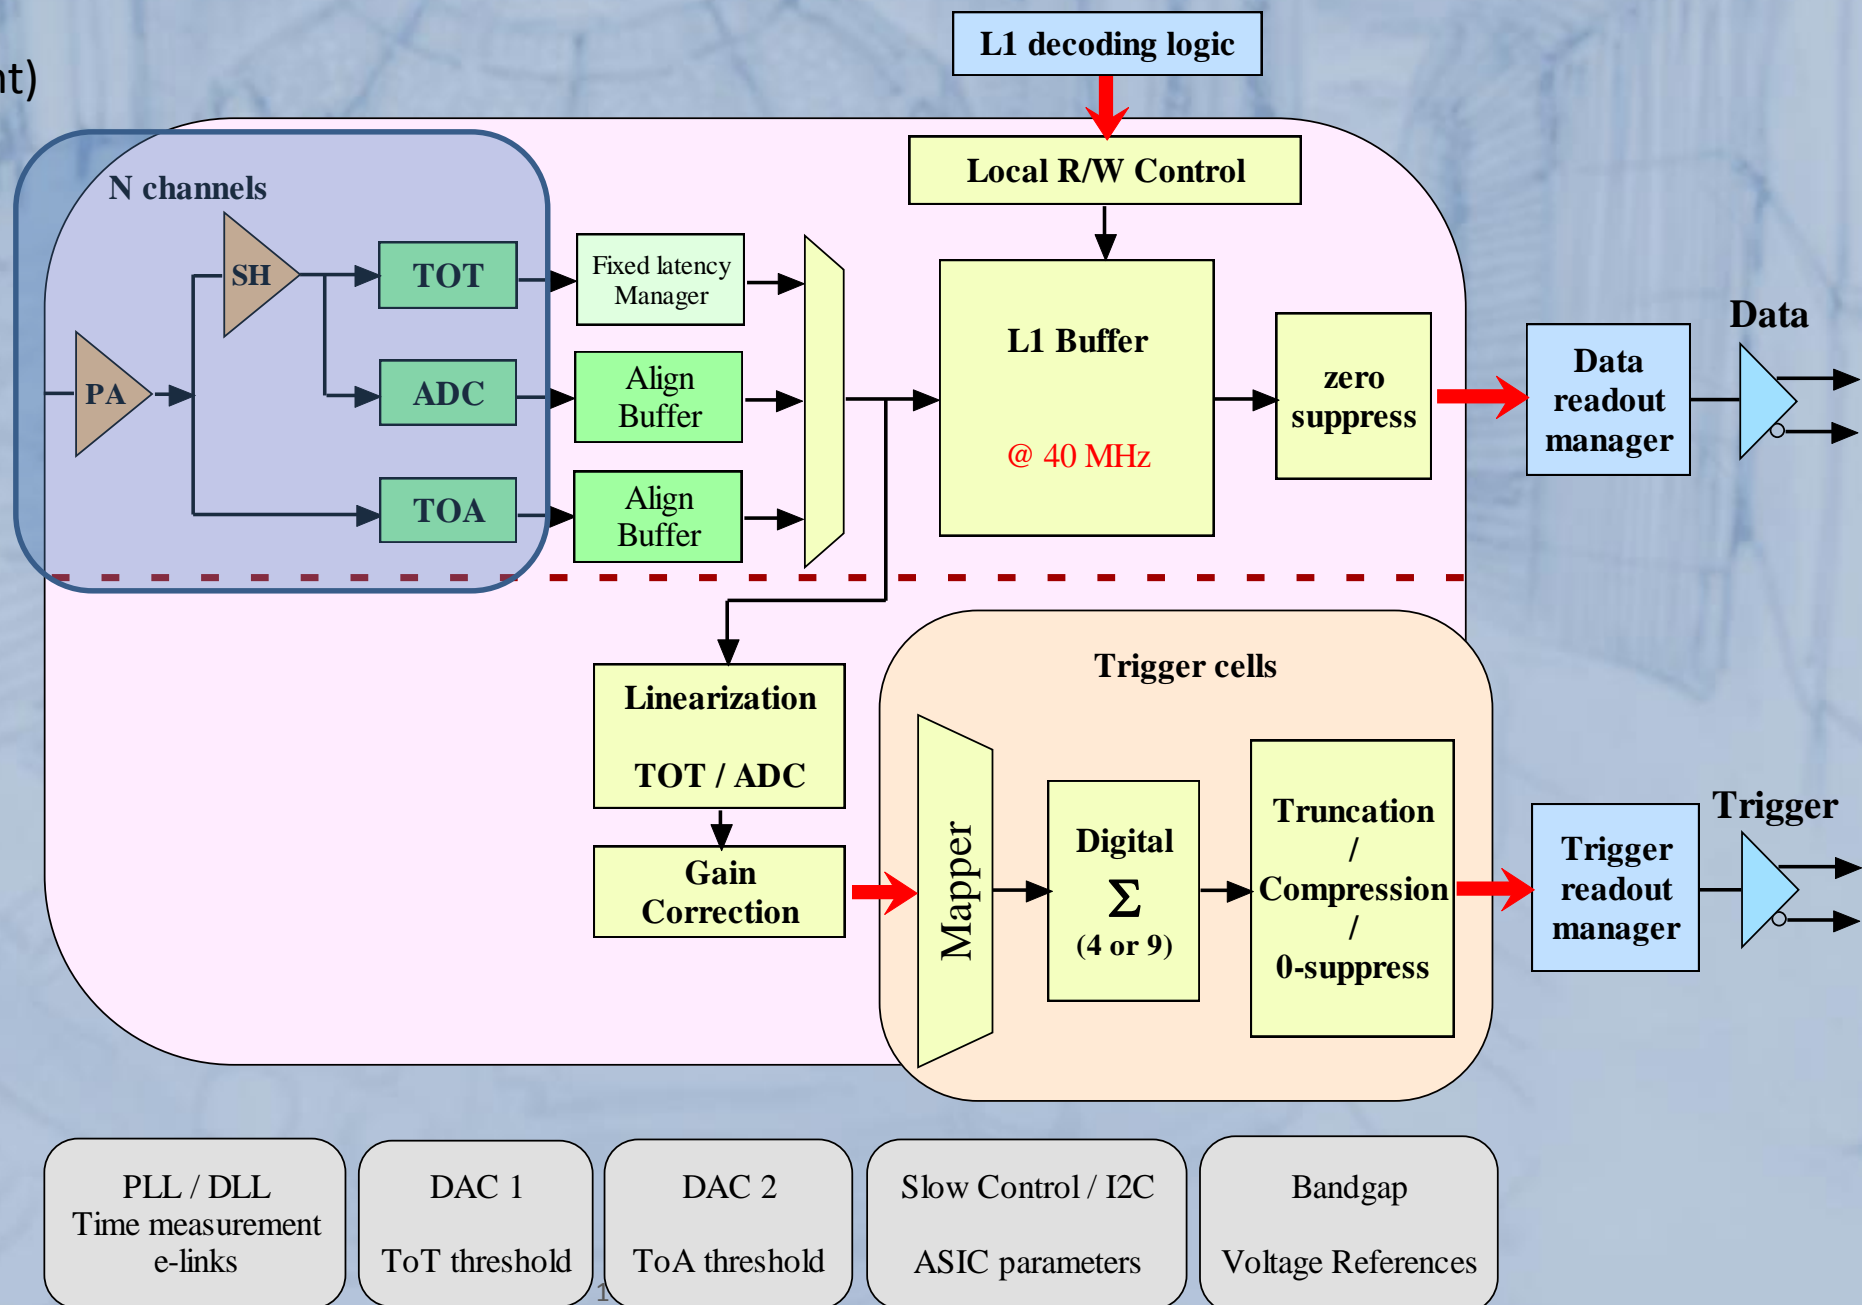 nt)
L1 decoding logic
N channels
Local R/W Control
SH
TOT
Fixed latency
Manager
PA
ADC
Align
Buffer
TOA
Align
Buffer
L1 Buffer
@ 40 MHz
zero
suppress
Data
readout
manager
Data
Linearization
TOT / ADC
Gain
Correction
Trigger cells
Mapper
Digital
Σ
(4 or 9)
Truncation
/
Compression
/
0-suppress
Trigger
readout
manager
Trigger
PLL / DLL
Time measurement
e-links
DAC 1
ToT threshold
DAC 2
ToA threshold
Slow Control / I2C
ASIC parameters
Bandgap
Voltage References
1